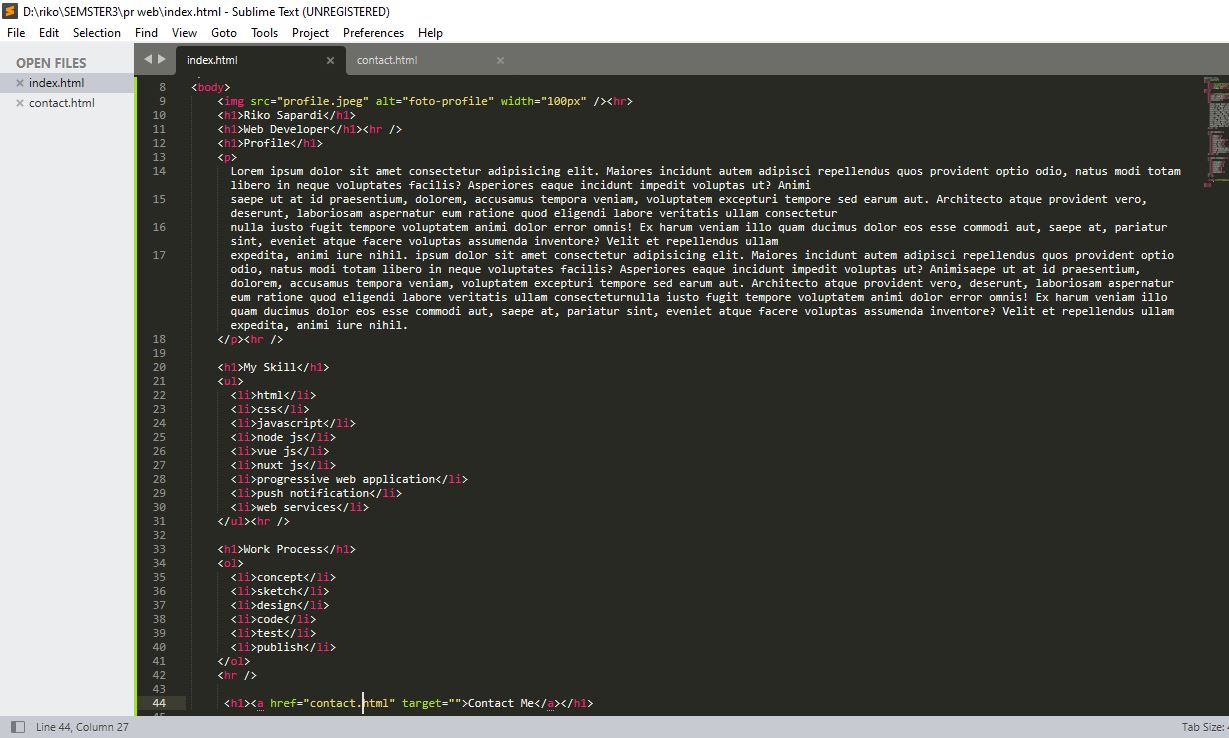 D:\riko\SEMSTER3\pr web\index.html - Sublime Text (UNREGISTERED)
File Edit Selection Find View Goto Tools Project Preferences Help
OPEN FILES
index.html
contact.html
index.html contact.html
8 <body>
9 <img src="profile.jpeg" alt="foto-profile" width="100px" /><hr>
10 <h1>Riko Sapardi</h1>
11 <h1>Web Developer</h1><hr />
12 <h1>Profile</h1>
13 <p>
14 Lorem ipsum dolor sit amet consectetur adipisicing elit. Maiores incidunt autem adipisci repellendus quos provident optio odio, natus modi totam
libero in neque voluptates facilis? Asperiores eaque incidunt impedit voluptas ut? Animi
15 saepe ut at id praesentium, dolorem, accusamus tempora veniam, voluptatem excepturi tempore sed earum aut. Architecto atque provident vero,
deserunt, laboriosam aspernatur eum ratione quod eligendi labore veritatis ullam consectetur
16 nulla iusto fugit tempore voluptatem animi dolor error omnis! Ex harum veniam illo quam ducimus dolor eos esse commodi aut, saepe at, pariatur
sint, eveniet atque facere voluptas assumenda inventore? Velit et repellendus ullam
17 expedita, animi iure nihil. ipsum dolor sit amet consectetur adipisicing elit. Maiores incidunt autem adipisci repellendus quos provident optio
odio, natus modi totam libero in neque voluptates facilis? Asperiores eaque incidunt impedit voluptas ut? Animisaepe ut at id praesentium,
dolorem, accusamus tempora veniam, voluptatem excepturi tempore sed earum aut. Architecto atque provident vero, deserunt, laboriosam aspernatur
eum ratione quod eligendi labore veritatis ullam consecteturnulla iusto fugit tempore voluptatem animi dolor error omnis! Ex harum veniam illo
quam ducimus dolor eos esse commodi aut, saepe at, pariatur sint, eveniet atque facere voluptas assumenda inventore? Velit et repellendus ullam
expedita, animi iure nihil.
18 </p><hr />
19
20 <h1>My Skill</h1>
21 <ul>
22 <li>html</li>
23 <li>css</li>
24 <li>javascript</li>
25 <li>node js</li>
26 <li>vue js</li>
27 <li>nuxt js</li>
28 <li>progressive web application</li>
29 <li>push notification</li>
30 <li>web services</li>
31 </ul><hr />
32
33 <h1>Work Process</h1>
34 <ol>
35 <li>concept</li>
36 <li>sketch</li>
37 <li>design</li>
38 <li>code</li>
39 <li>test</li>
40 <li>publish</li>
41 </ol>
42 <hr />
43
44 <h1><a href="contact.html" target="">Contact Me</a></h1>
Line 44, Column 27
Tab Size: